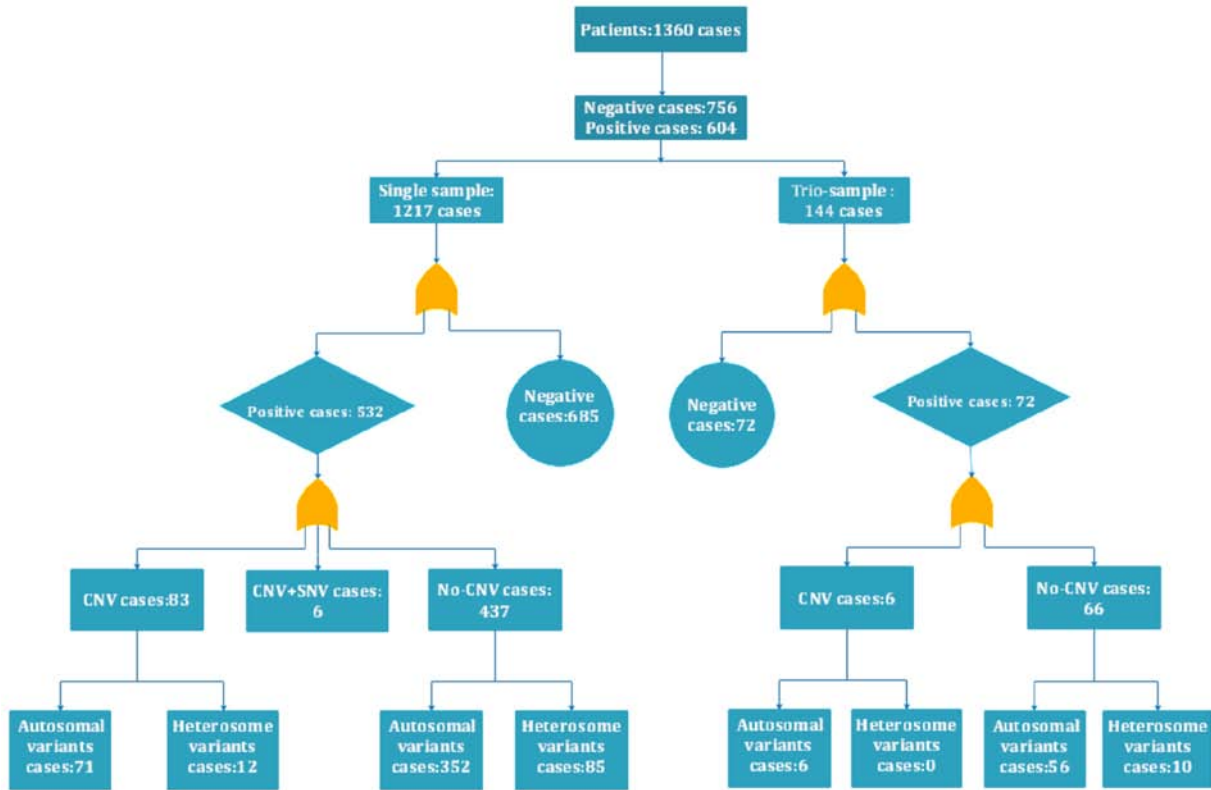 Patients:1360 cases
Negative cases:756
Positive cases: 604
Single sample:
1217 cases
Trio-sample :
144 cases
Positive cases: 532
Negative
cases:685
Negative
cases:72
Positive cases: 72
CNV cases:83
CNV+SNV cases:
6
No-CNV cases:
437
CNV cases:6
No-CNV cases:
66
Autosomal
variants
cases:71
Heterosome
variants
cases:12
Autosomal
variants
cases:352
Heterosome
variants
cases:85
Autosomal
variants
cases:6
Heterosome
variants
cases:0
Autosomal
variants
cases:56
Heterosome
variants
cases:10